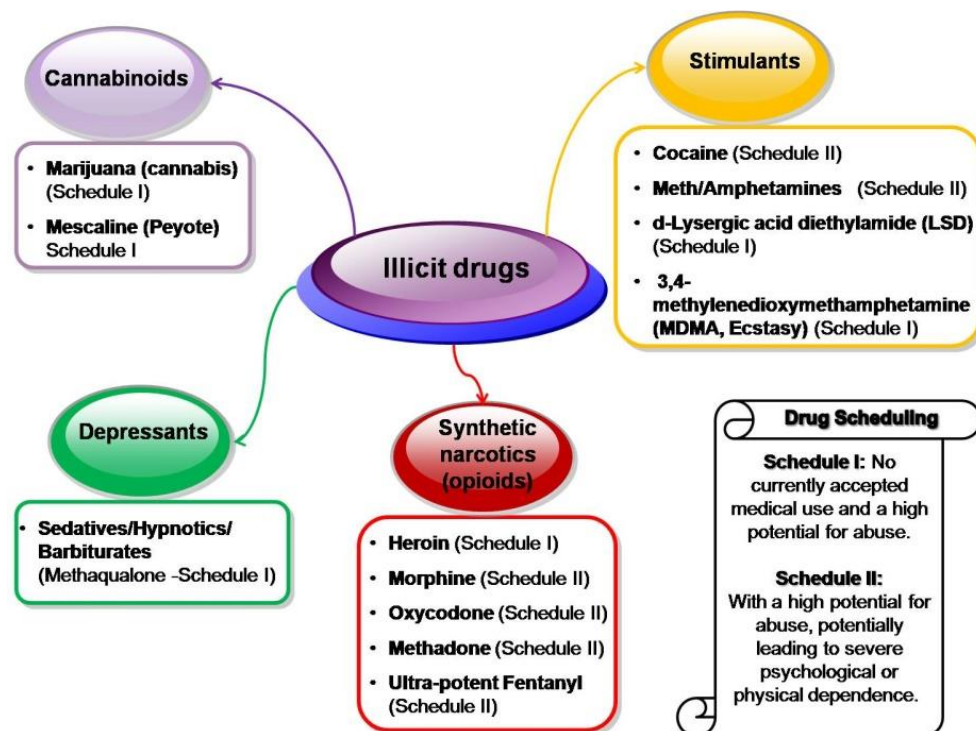 Cannabinoids
• Marijuana (cannabis)
(Schedule I)
• Mescaline (Peyote)
Schedule I
Stimulants
• Cocaine (Schedule II)
• Meth/Amphetamines (Schedule II)
• d-Lysergic acid diethylamide (LSD)
(Schedule I)
• 3,4-
methylenedioxymethamphetamine
(MDMA, Ecstasy) (Schedule I)
Illicit drugs
Depressants
• Sedatives/Hypnotics/
Barbiturates
(Methaqualone –Schedule I)
Synthetic
narcotics
(opioids)
• Heroin (Schedule I)
• Morphine (Schedule II)
• Oxycodone (Schedule II)
• Methadone (Schedule II)
• Ultra-potent Fentanyl
(Schedule II)
Drug Scheduling
Schedule I: No
currently accepted
medical use and a high
potential for abuse.
Schedule II:
With a high potential for
abuse, potentially
leading to severe
psychological or
physical dependence.